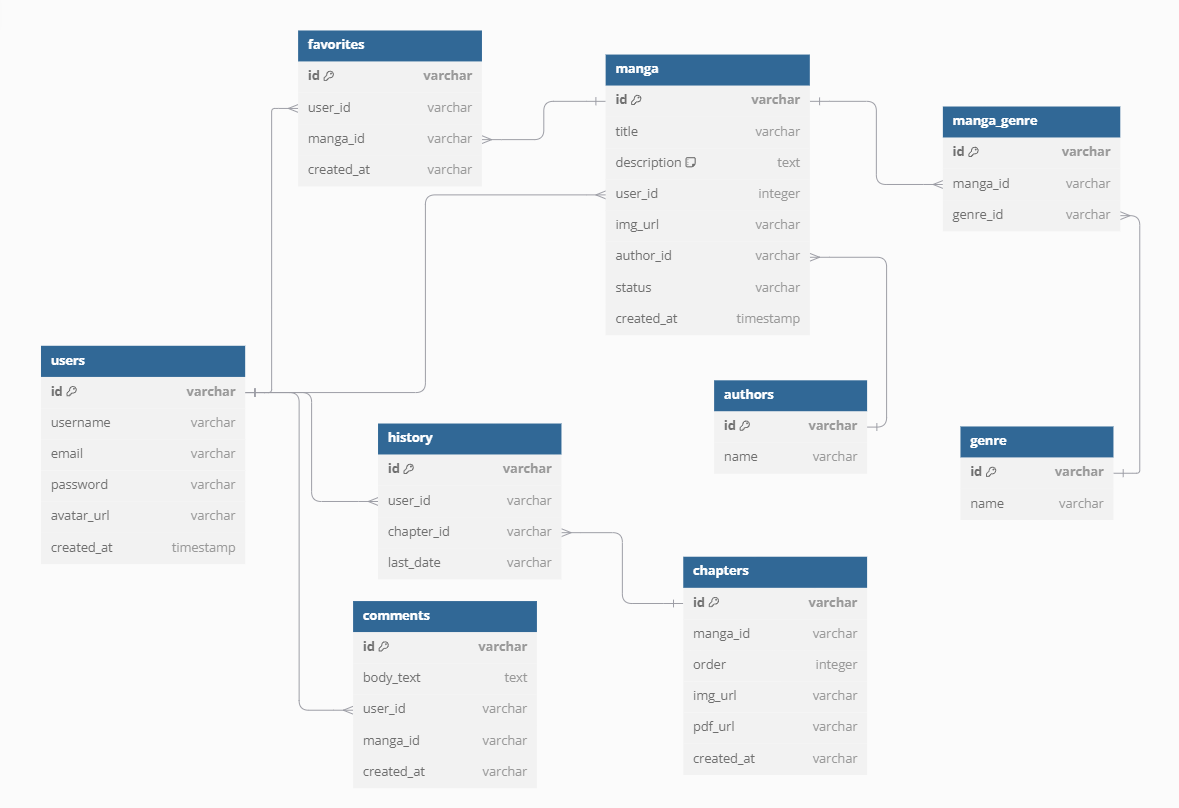 favorites
id varchar
user_id varchar
manga_id varchar
created_at varchar
manga
id varchar
title varchar
description text
user_id integer
img_url varchar
author_id varchar
status varchar
created_at timestamp
manga_genre
id varchar
manga_id varchar
genre_id varchar
users
id varchar
username varchar
email varchar
password varchar
avatar_url varchar
created_at timestamp
history
id varchar
user_id varchar
chapter_id varchar
last_date varchar
authors
id varchar
name varchar
genre
id varchar
name varchar
comments
id varchar
body_text text
user_id varchar
manga_id varchar
created_at varchar
chapters
id varchar
manga_id varchar
order integer
img_url varchar
pdf_url varchar
created_at varchar